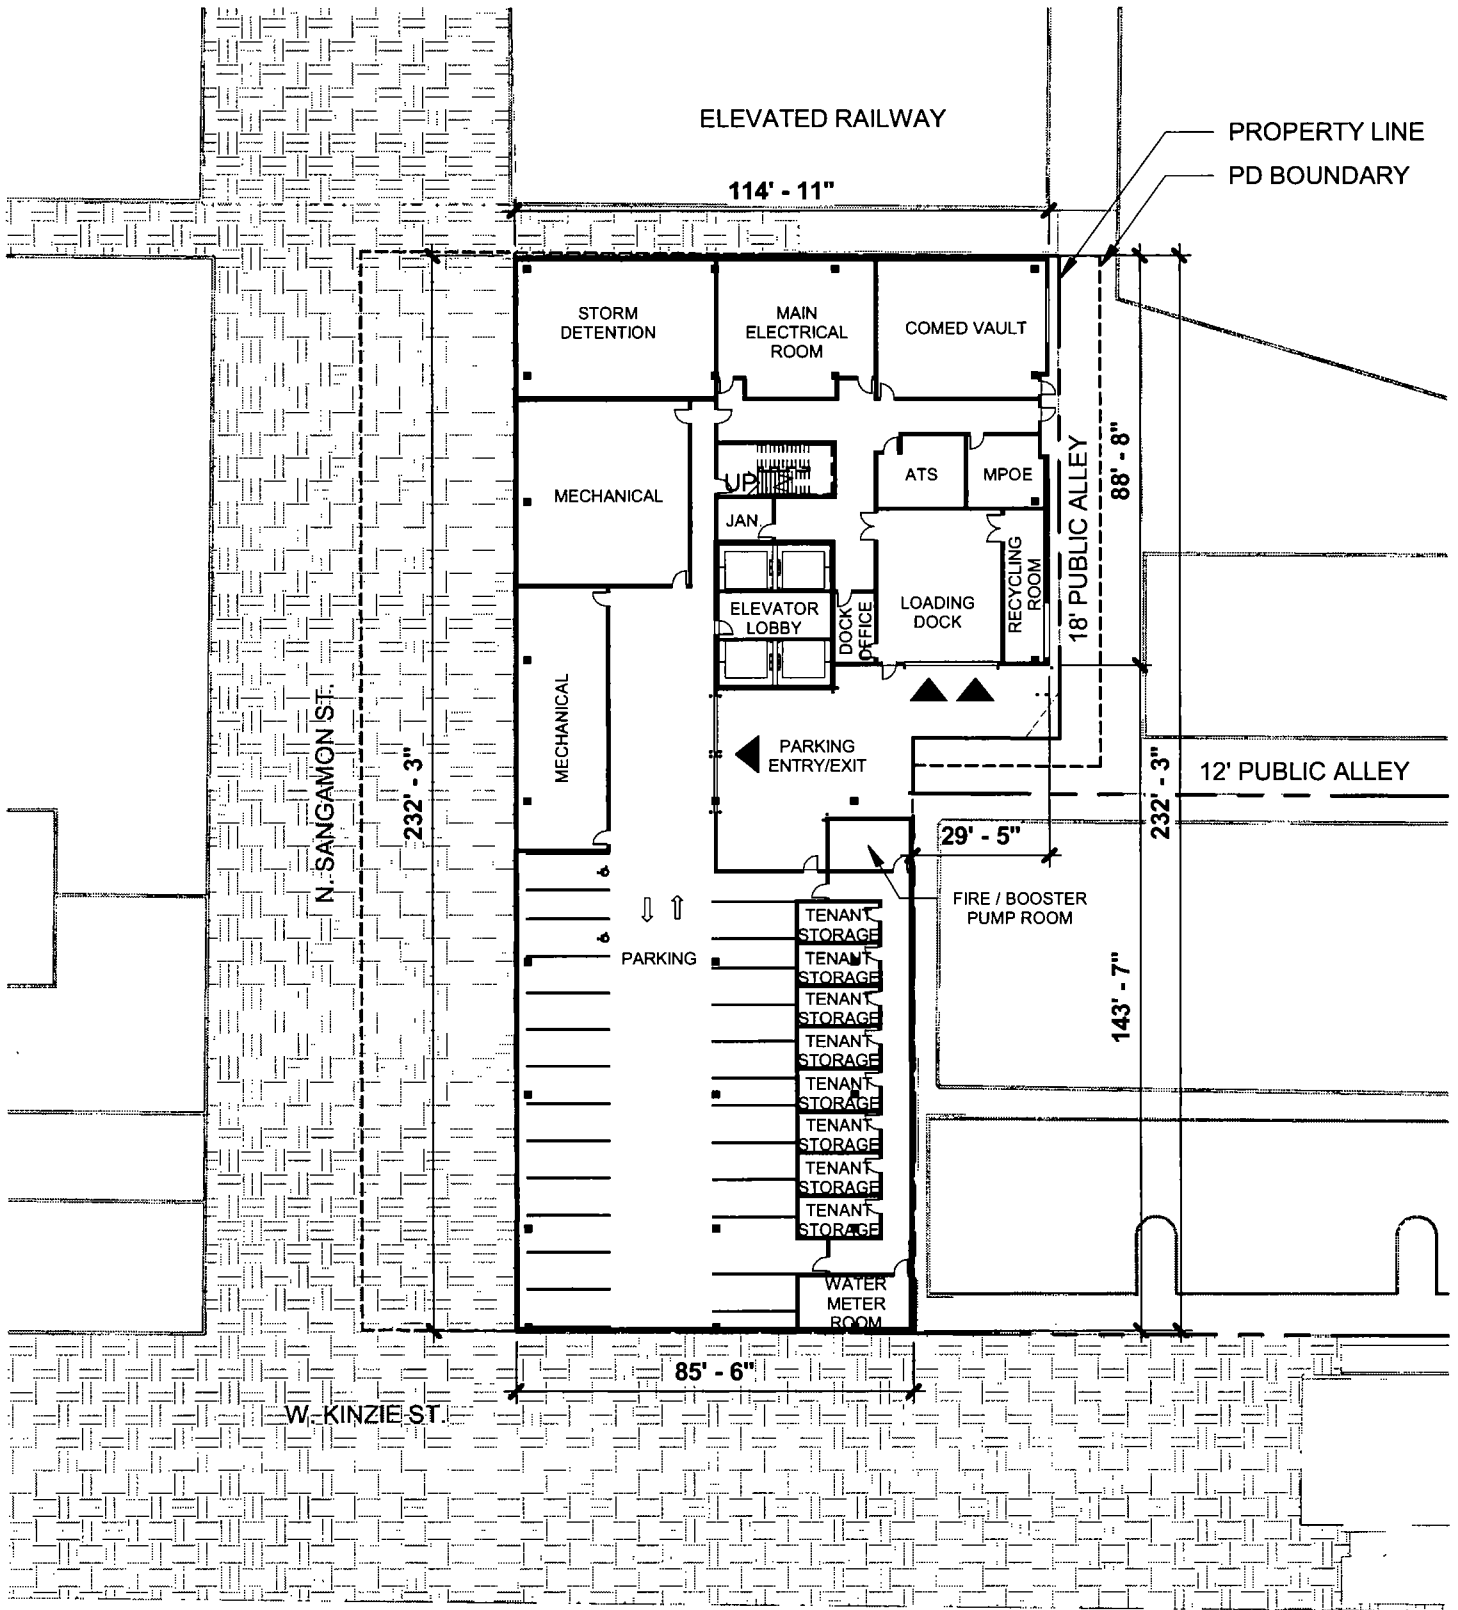 ELEVATED RAILWAY
PROPERTY LINE
PD BOUNDARY
114' - 11"
STORM
DETENTION
MAIN
ELECTRICAL
ROOM
COMED VAULT
18' PUBLIC ALLEY
88' - 8"
MECHANICAL
UP
ATS
MPOE
JAN.
ELEVATOR
LOBBY
DOCK
OFFICE
LOADING
DOCK
RECYCLING
ROOM
MECHANICAL
N. SANGAMON ST.
232' - 3"
PARKING
ENTRY/EXIT
12' PUBLIC ALLEY
232' - 3"
29' - 5"
FIRE / BOOSTER
PUMP ROOM
PARKING
TENANT
STORAGE
TENANT
STORAGE
TENANT
STORAGE
TENANT
STORAGE
TENANT
STORAGE
TENANT
STORAGE
TENANT
STORAGE
TENANT
STORAGE
143' - 7"
WATER
METER
ROOM
85' - 6"
W. KINZIE ST.